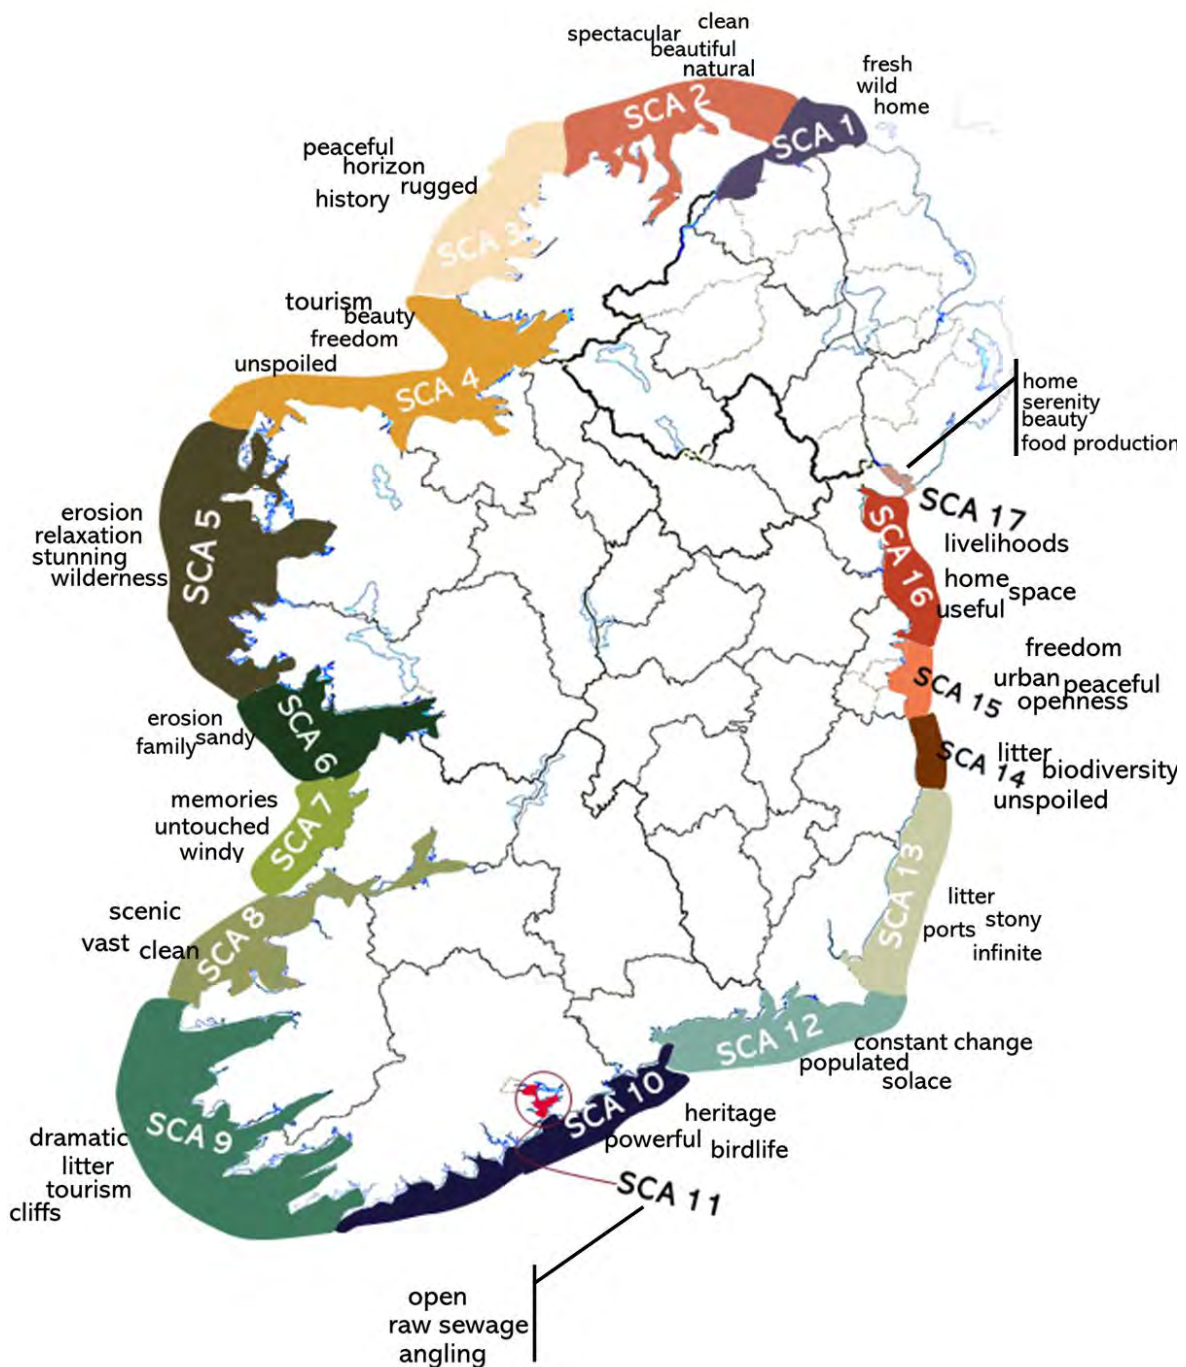 clean
spectacular
beautiful
natural
SCA 2
fresh
wild
home
SCA 1
peaceful
horizon
rugged
history
SCA 3
tourism
beauty
freedom
unspoiled
SCA 4
home
serenity
beauty
food production
SCA 17
erosion
relaxation
stunning
wilderness
SCA 5
livelihoods
home
space
useful
SCA 16
freedom
urban
peaceful
openness
SCA 15
erosion
sandy
family
SCA 6
litter
biodiversity
unspoiled
SCA 14
memories
untouched
windy
SCA 7
litter
stony
ports
infinite
SCA 13
scenic
vast
clean
SCA 8
constant change
populated
solace
SCA 12
heritage
powerful
birdlife
SCA 10
dramatic
litter
tourism
cliffs
SCA 9
SCA 11
open
raw sewage
angling